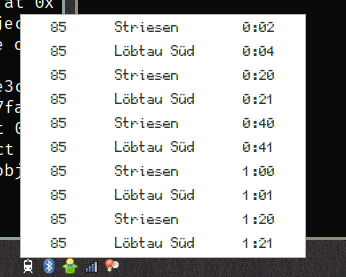 at 0x
jec
e c
e3c
7fa
t 0
ct
obj
85 Striesen 0:02
85 Löbtau Süd 0:04
85 Striesen 0:20
85 Löbtau Süd 0:21
85 Striesen 0:40
85 Löbtau Süd 0:41
85 Striesen 1:00
85 Löbtau Süd 1:01
85 Striesen 1:20
85 Löbtau Süd 1:21